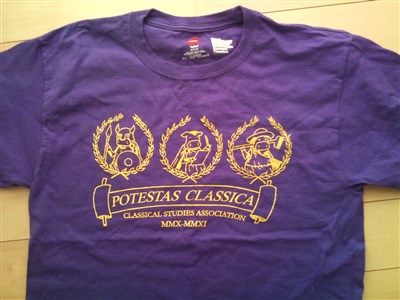 POTESTAS CLASSICA
CLASSICAL STUDIES ASSOCIATION
MMX-MMXI